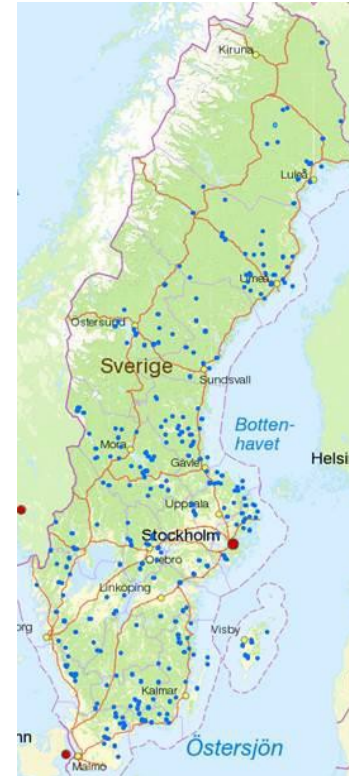 Kiruna
Luleå
Umeå
Östersund
Sverige
Sundsvall
Botten-
havet
Mora
Gävle
Helsi
Uppsala
Stockholm
Örebro
Linköping
Visby
org
Kalmar
nn
Östersjön
Malmö